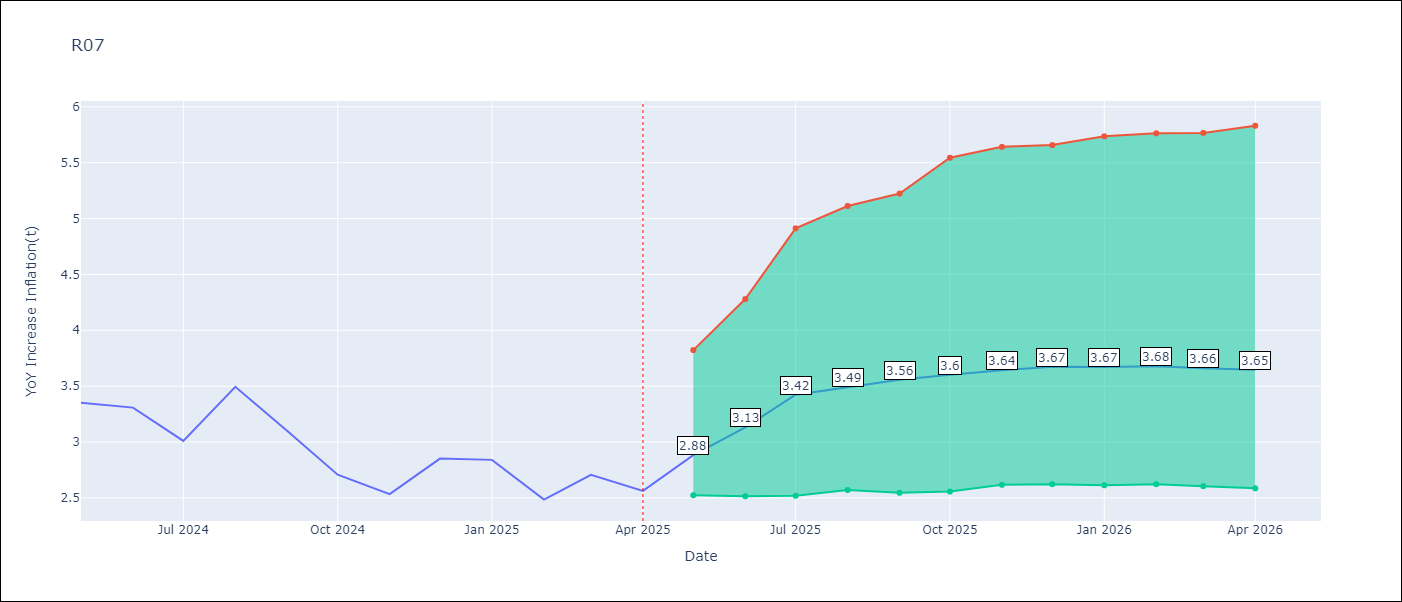 R07
YoY Increase Inflation(t)
6
5.5
5
4.5
4
3.5
3
2.5
2.88
3.13
3.42
3.49
3.56
3.6
3.64
3.67
3.67
3.68
3.66
3.65
Jul 2024
Oct 2024
Jan 2025
Apr 2025
Jul 2025
Oct 2025
Jan 2026
Apr 2026
Date